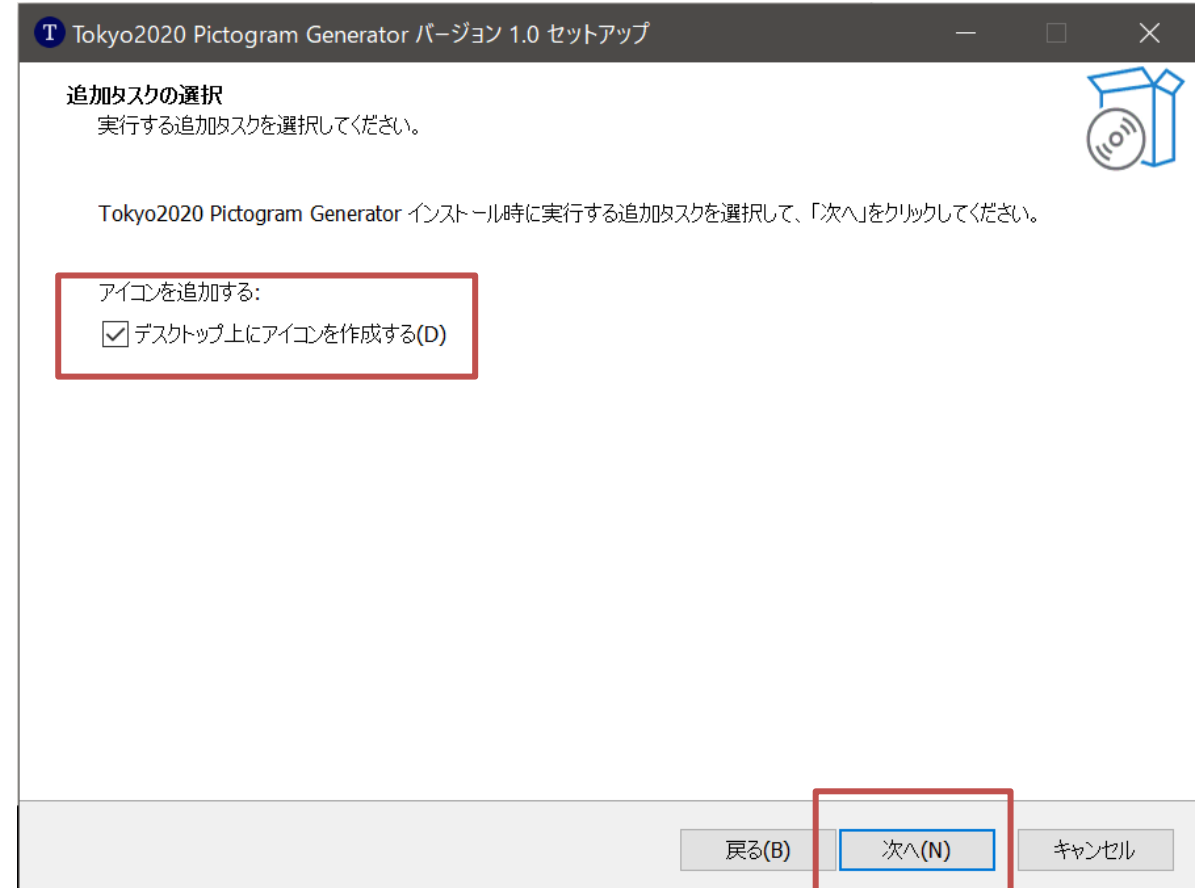 T Tokyo2020 Pictogram Generator バージョン 1.0 セットアップ
追加タスクの選択
実行する追加タスクを選択してください。
Tokyo2020 Pictogram Generator インストール時に実行する追加タスクを選択して、「次へ」をクリックしてください。
アイコンを追加する:
デスクトップ上にアイコンを作成する(D)
戻る(B) 次へ(N) キャンセル